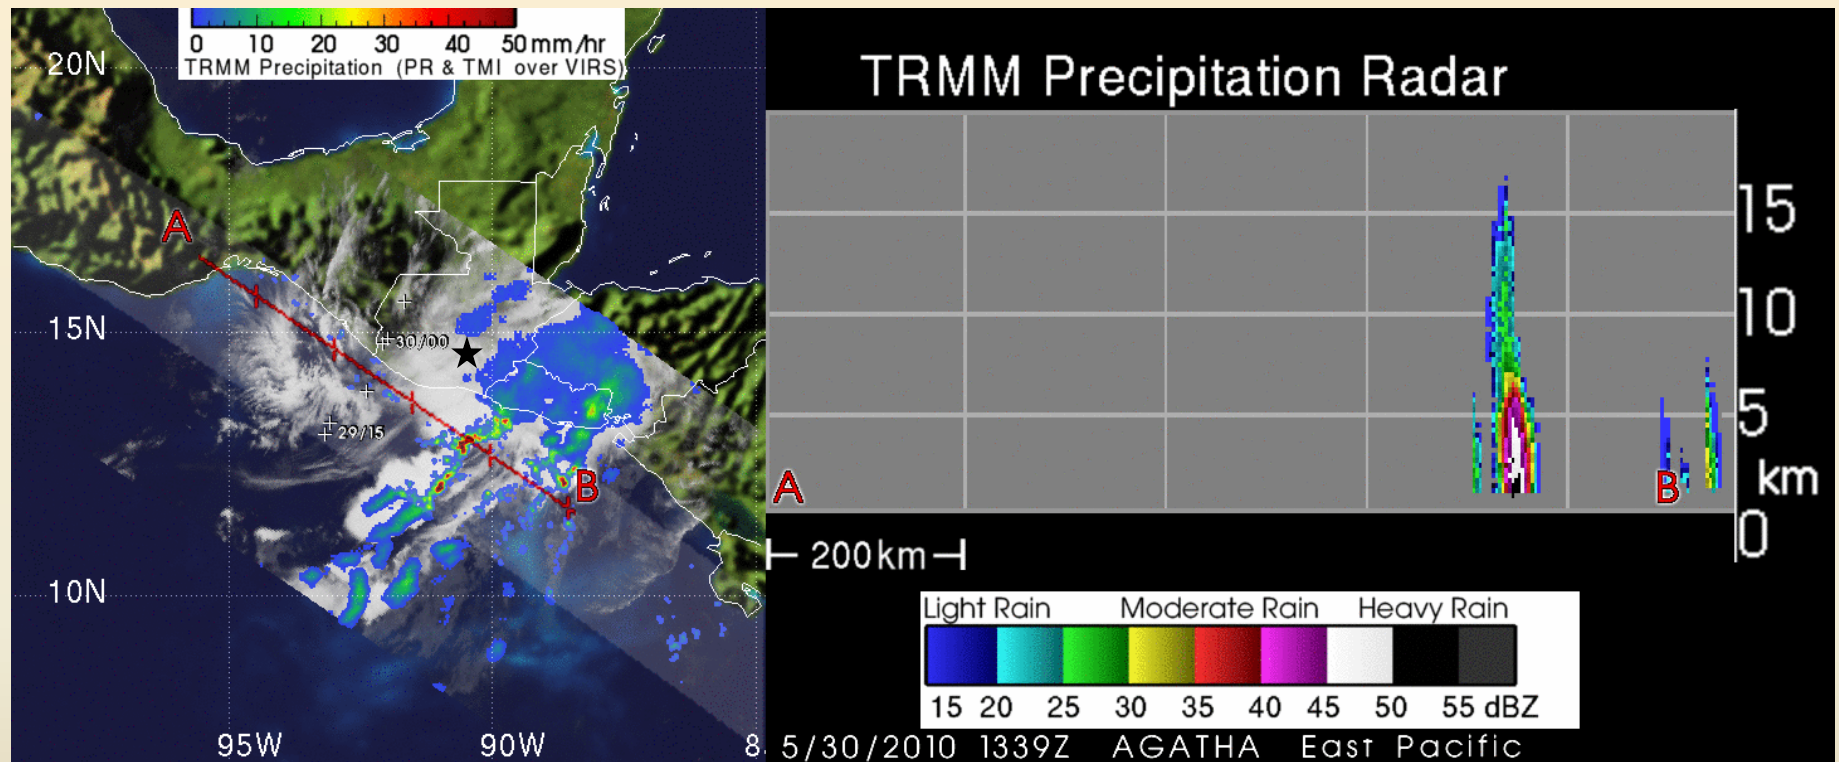 0 10 20 30 40 50 mm/hr
TRMM Precipitation (PR & TMI over VIRS)
20N
A
15N
30/00
29/15
B
10N
95W 90W 8
TRMM Precipitation Radar
15
10
5
km
0
A
B
200km
Light Rain Moderate Rain Heavy Rain
15 20 25 30 35 40 45 50 55 dBZ
5/30/2010 1339Z AGATHA East Pacific